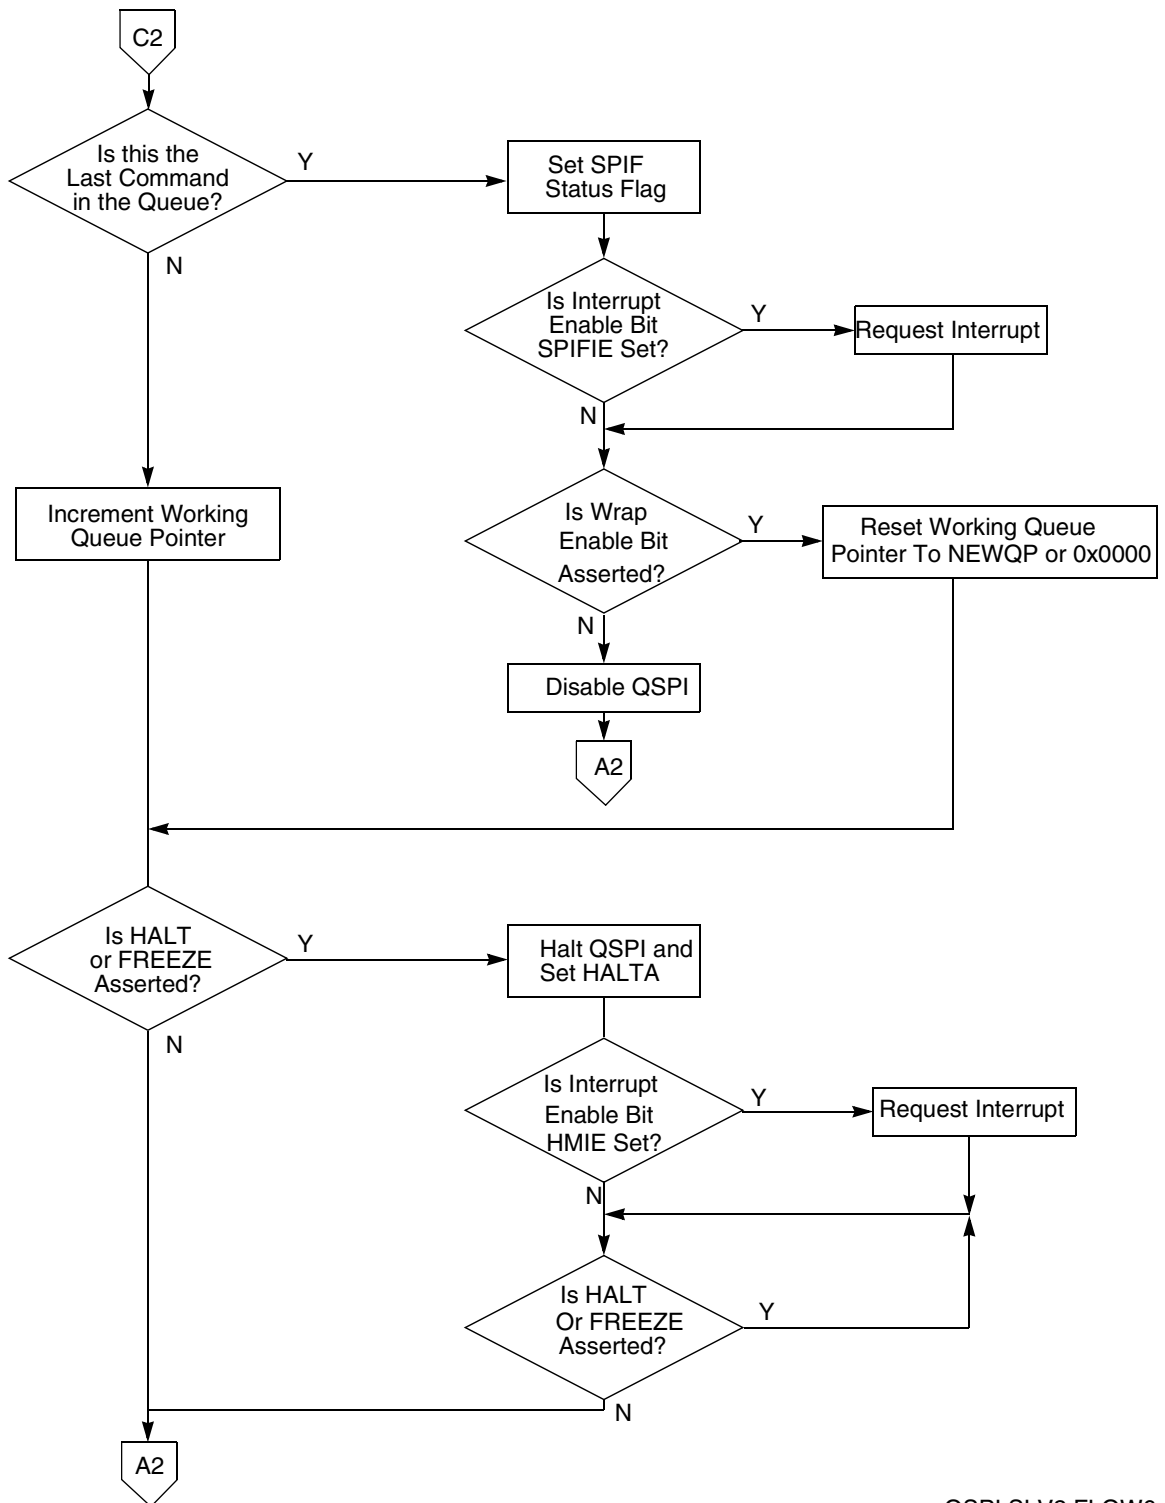 C2
Is this the
Last Command
in the Queue?
Y
N
Set SPIF
Status Flag
Is Interrupt
Enable Bit
SPIFIE Set?
Y
N
Request Interrupt
Increment Working
Queue Pointer
Is Wrap
Enable Bit
Asserted?
Y
N
Reset Working Queue
Pointer To NEWQP or 0x0000
Disable QSPI
A2
Is HALT
or FREEZE
Asserted?
Y
N
Halt QSPI and
Set HALTA
Is Interrupt
Enable Bit
HMIE Set?
Y
N
Request Interrupt
Is HALT
Or FREEZE
Asserted?
Y
N
A2